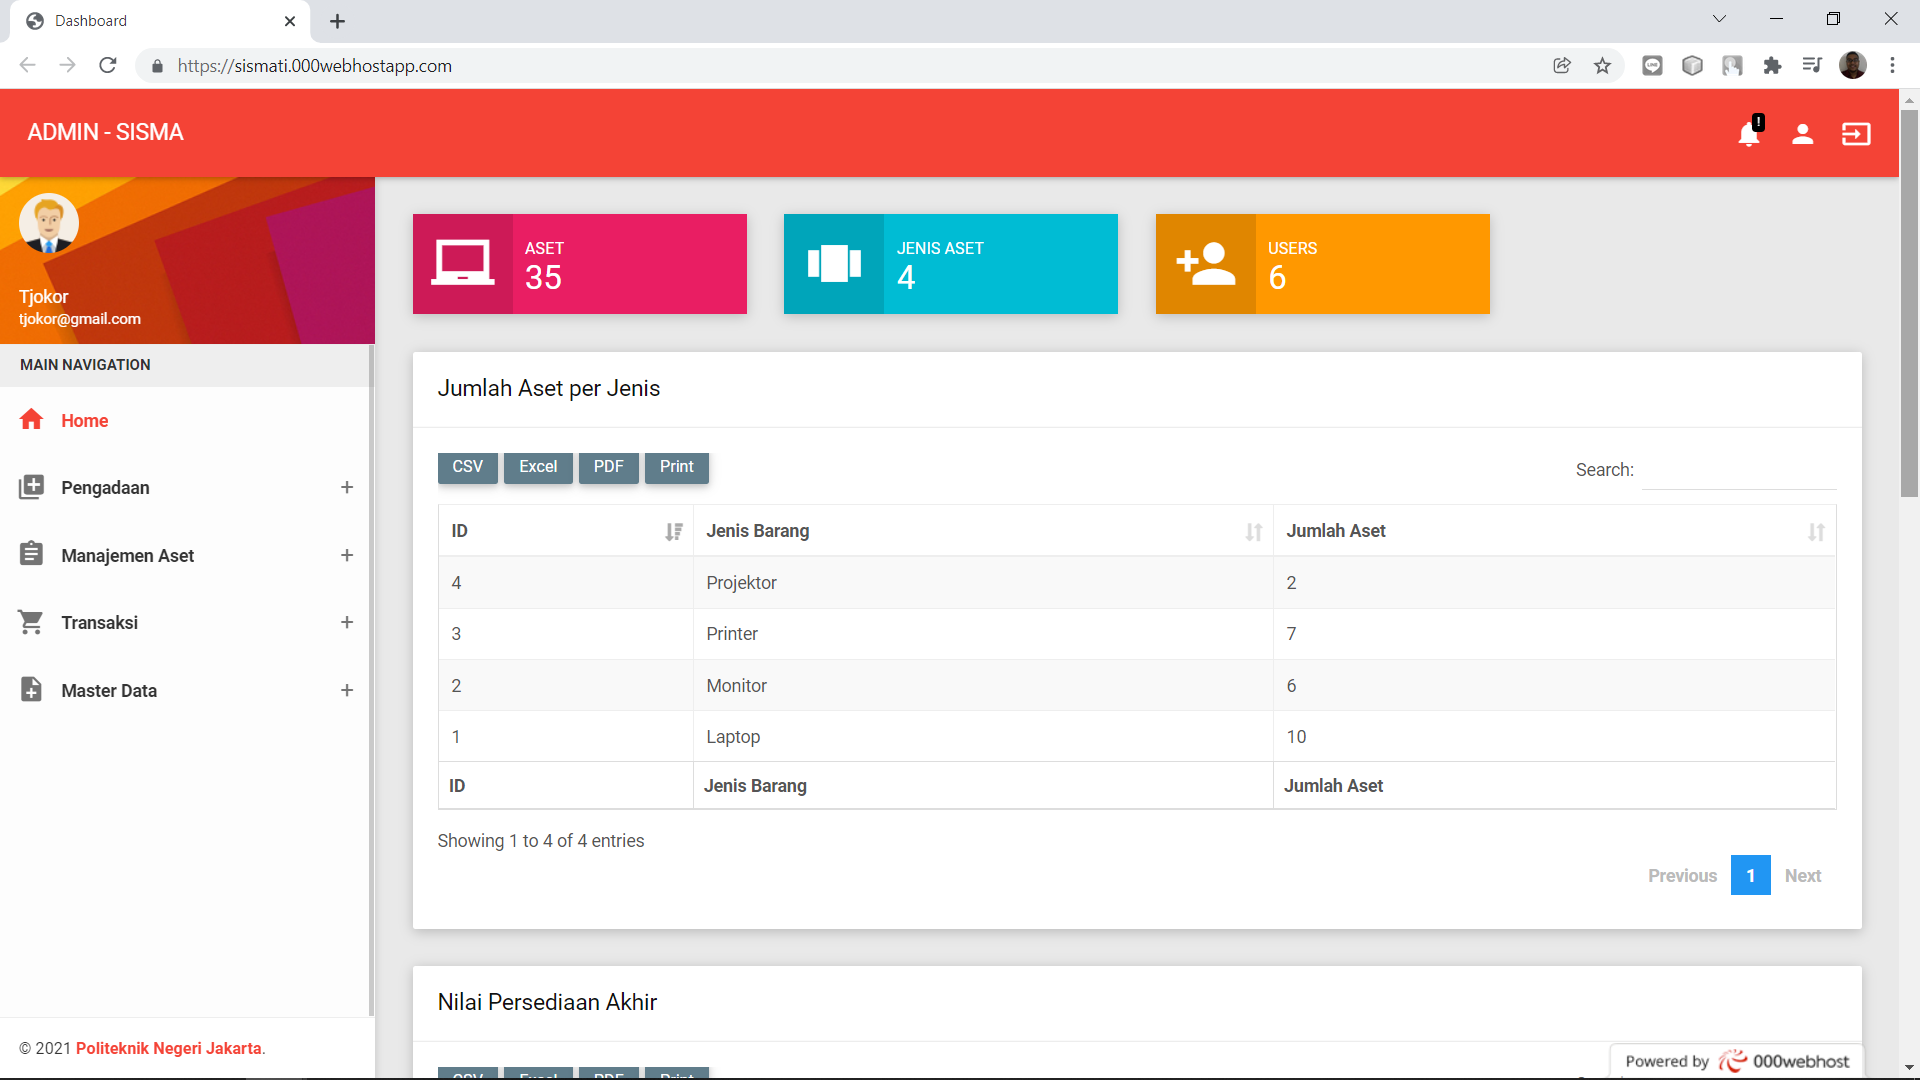 Dashboard
https://sismati.000webhostapp.com
ADMIN - SISMA
!
Tjokor
tjokor@gmail.com
MAIN NAVIGATION
Home
Pengadaan +
Manajemen Aset +
Transaksi +
Master Data +
© 2021 Politeknik Negeri Jakarta.
ASET
35
JENIS ASET
4
USERS
6
Jumlah Aset per Jenis
CSV Excel PDF Print
Search:
ID Jenis Barang Jumlah Aset
4 Projektor 2
3 Printer 7
2 Monitor 6
1 Laptop 10
ID Jenis Barang Jumlah Aset
Showing 1 to 4 of 4 entries
Previous 1 Next
Nilai Persediaan Akhir
CSV Excel PDF Print
Powered by 000webhost